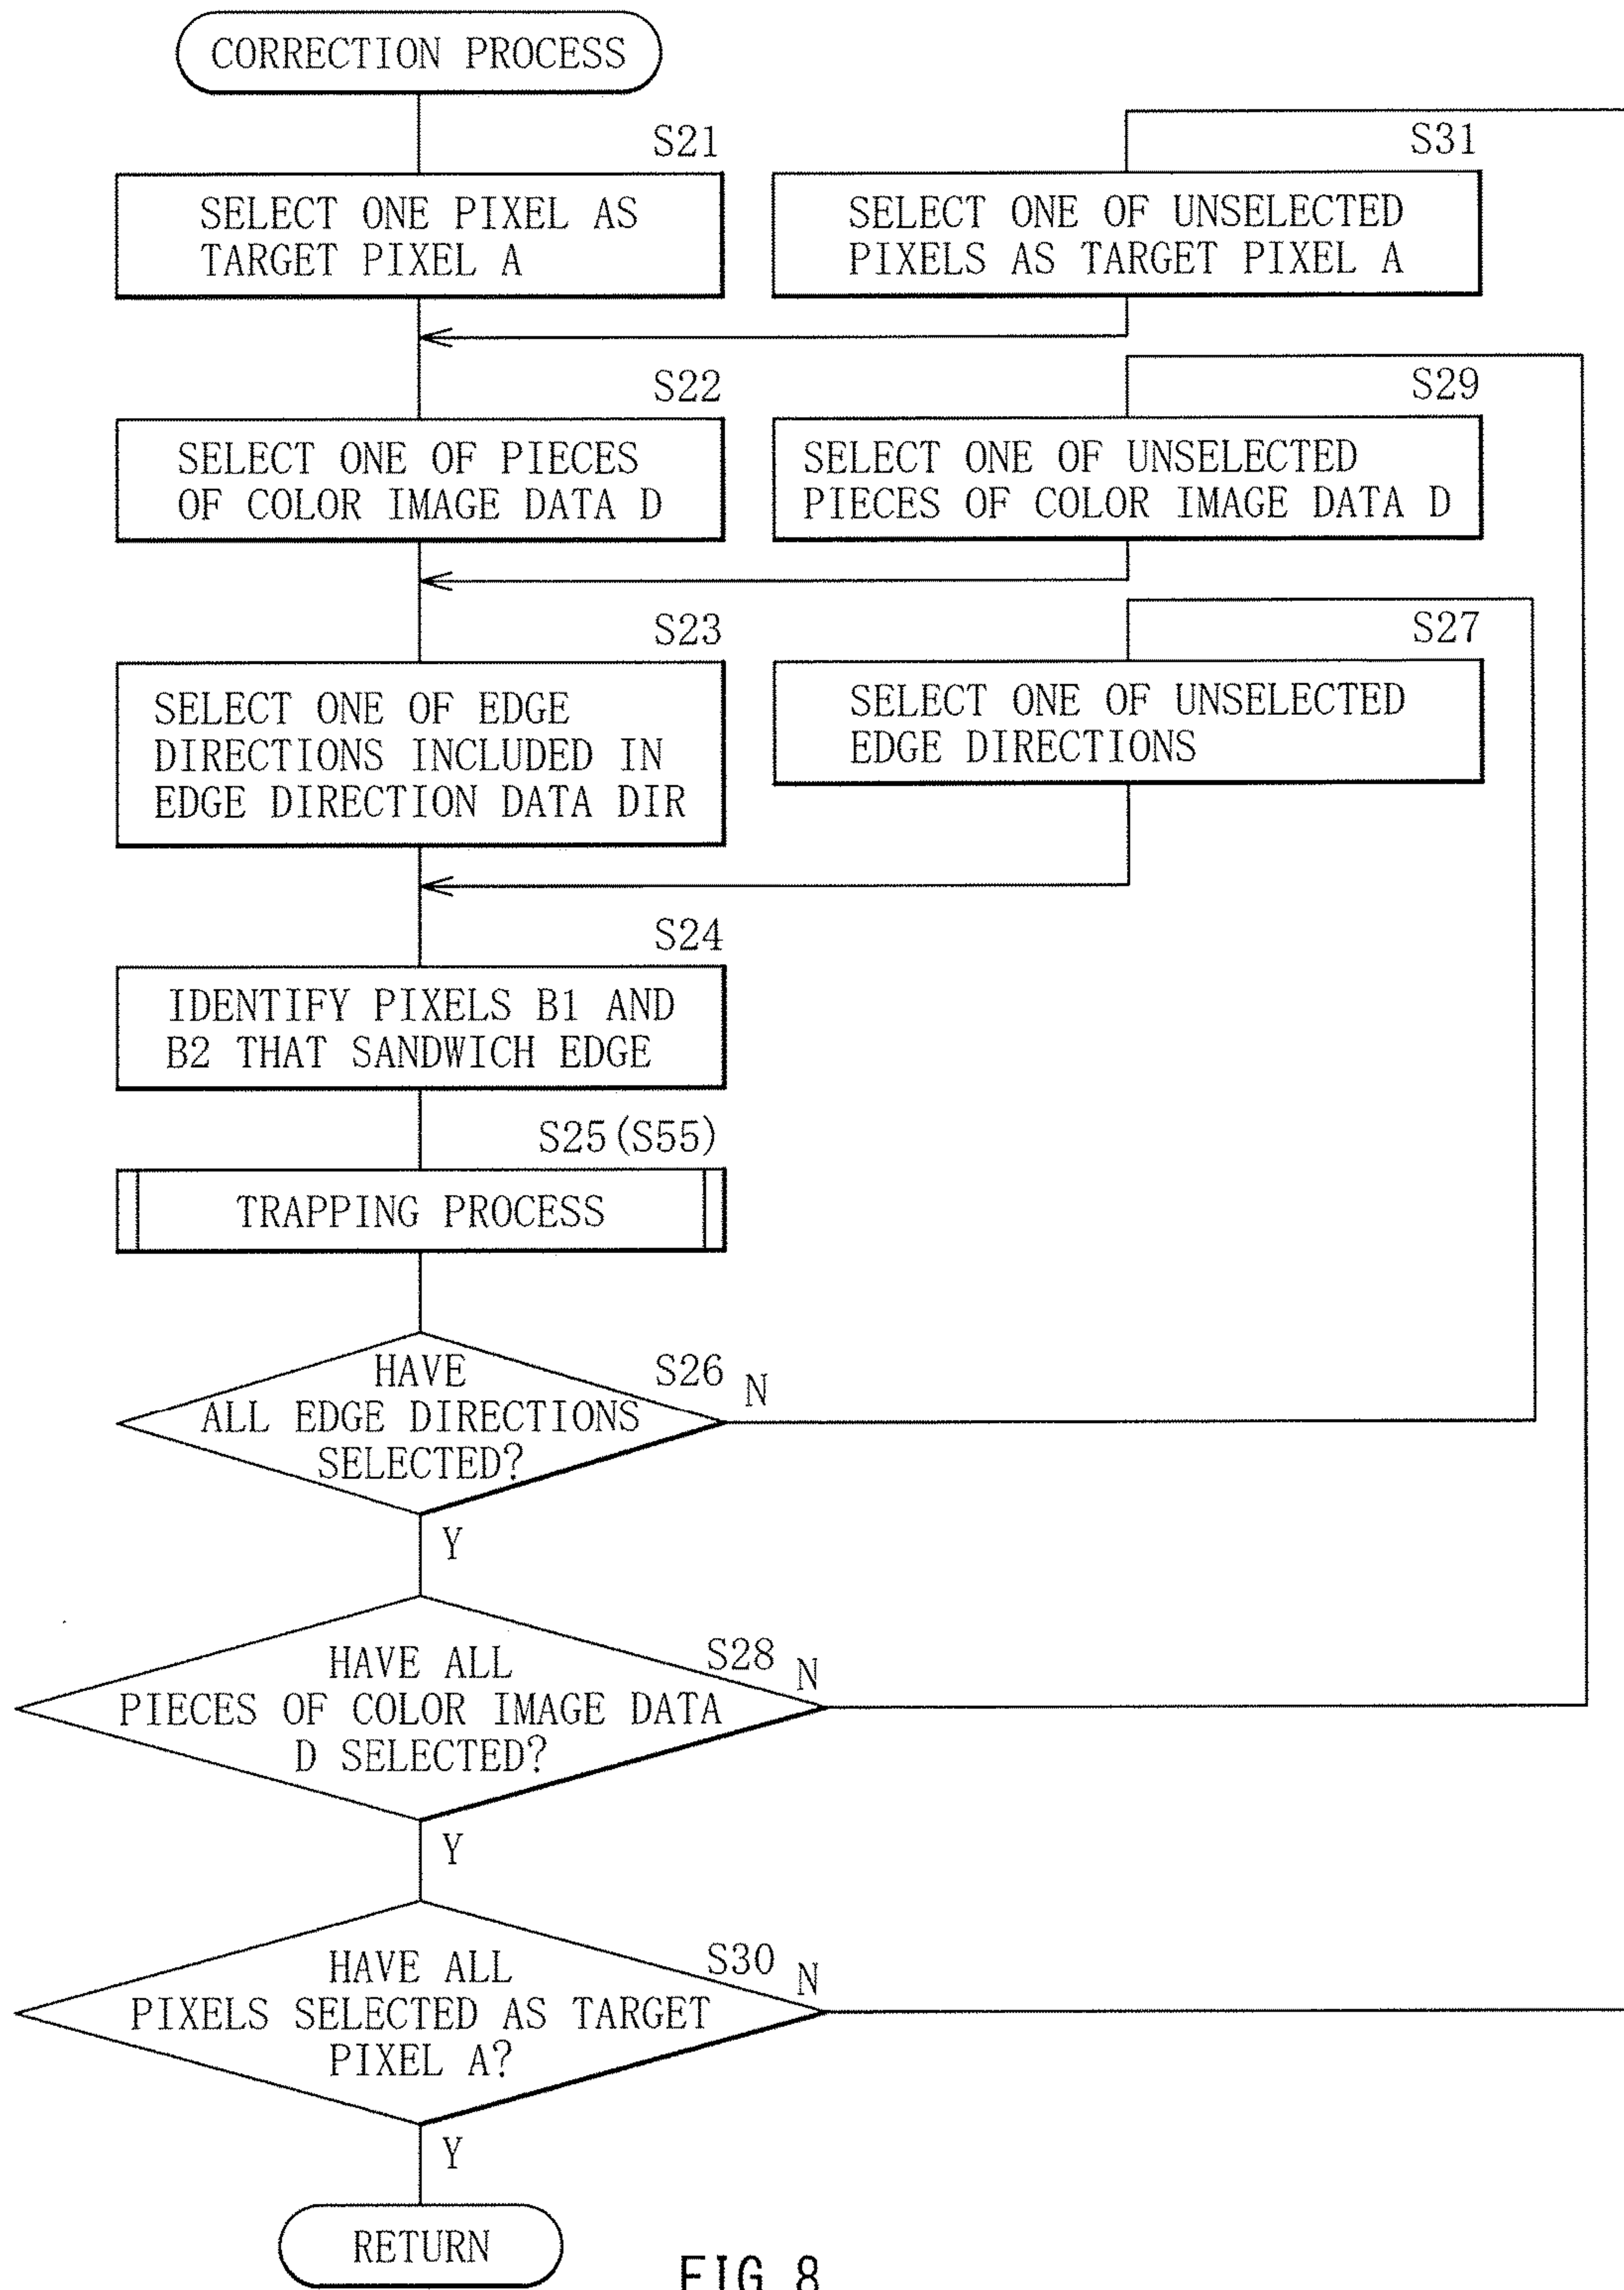 CORRECTION PROCESS
S21
SELECT ONE PIXEL AS
TARGET PIXEL A
S31
SELECT ONE OF UNSELECTED
PIXELS AS TARGET PIXEL A
S22
SELECT ONE OF PIECES
OF COLOR IMAGE DATA D
S29
SELECT ONE OF UNSELECTED
PIECES OF COLOR IMAGE DATA D
S23
SELECT ONE OF EDGE
DIRECTIONS INCLUDED IN
EDGE DIRECTION DATA DIR
S27
SELECT ONE OF UNSELECTED
EDGE DIRECTIONS
S24
IDENTIFY PIXELS B1 AND
B2 THAT SANDWICH EDGE
S25(S55)
TRAPPING PROCESS
S26
N
HAVE
ALL EDGE DIRECTIONS
SELECTED?
Y
S28
N
HAVE ALL
PIECES OF COLOR IMAGE DATA
D SELECTED?
Y
S30
N
HAVE ALL
PIXELS SELECTED AS TARGET
PIXEL A?
Y
RETURN
FIG 8